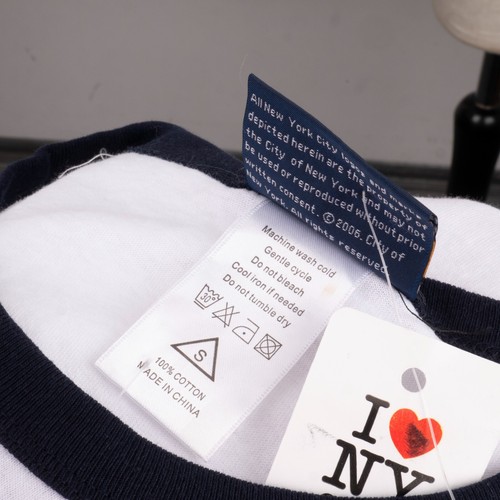 All New York City logos and marks
depicted herein are the property of
the City of New York and may not
be used or reproduced without prior
written consent. © 2006. City of
New York. All rights reserved.
Machine wash cold
Gentle cycle
Do not bleach
Cool iron if needed
Do not tumble dry
30°
S
100% COTTON
MADE IN CHINA
I
NY